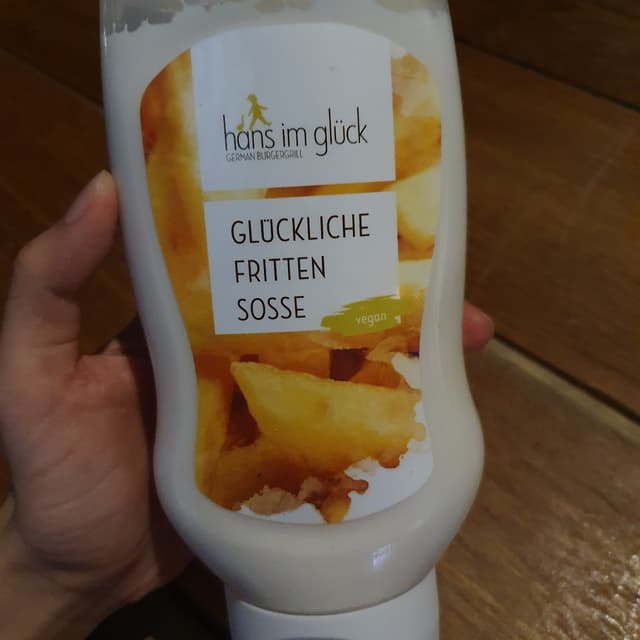 hans im glück
GERMAN BURGERGRILL
GLÜCKLICHE
FRITTEN
SOSSE
vegan